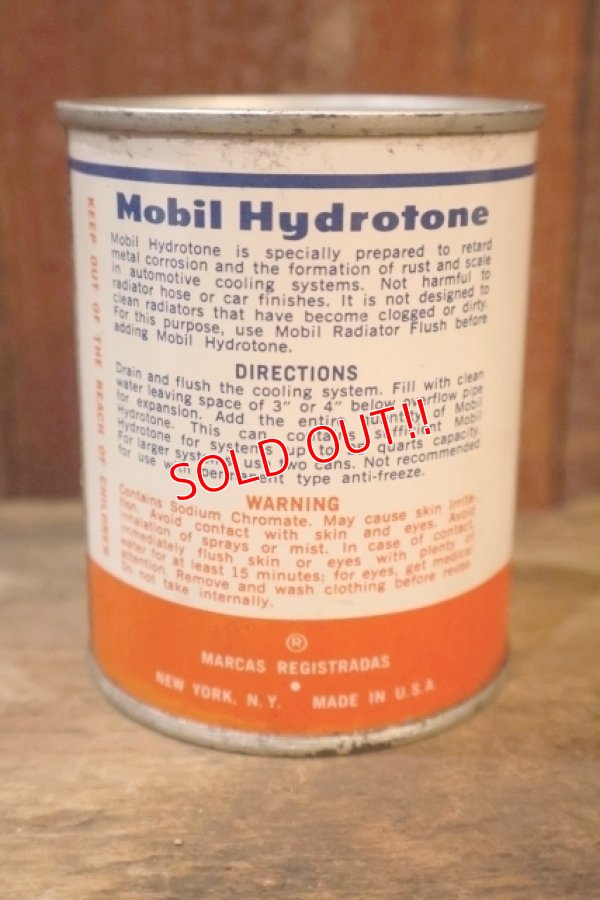 Mobil Hydrotone
Mobil Hydrotone is specially prepared to retard
metal corrosion and the formation of rust and scale
in automotive cooling systems. Not harmful to
radiator hose or car finishes. It is not designed to
clean radiators that have become clogged or dirty.
For this purpose, use Mobil Radiator Flush before
adding Mobil Hydrotone.
DIRECTIONS
Drain and flush the cooling system. Fill with clean
water leaving space of 3" or 4" below overflow pipe
for expansion. Add the entire quantity of Mobil
Hydrotone. This can contains sufficient Mobil
Hydrotone for systems up to quarts capacity.
For larger systems use two cans. Not recommended
for use with permanent type anti-freeze.
WARNING
Contains Sodium Chromate. May cause skin irrita-
tion. Avoid contact with skin and eyes. Avoid
inhalation of sprays or mist. In case of contact,
immediately flush skin or eyes with plenty of
water for at least 15 minutes; for eyes, get medical
attention. Remove and wash clothing before reuse.
Do not take internally.
KEEP OUT OF THE REACH OF CHILDREN
®
MARCAS REGISTRADAS
NEW YORK, N.Y. • MADE IN U.S.A.
SOLD OUT!!